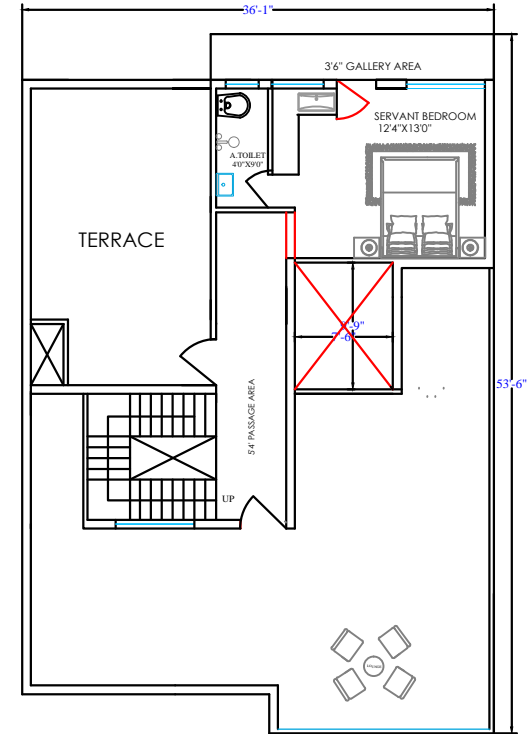 36'-1"
3'6" GALLERY AREA
SERVANT BEDROOM
12'4"X13'0"
A.TOILET
4'0"X9'0"
TERRACE
7'-6"
53'-6"
5'4' PASSAGE AREA
UP